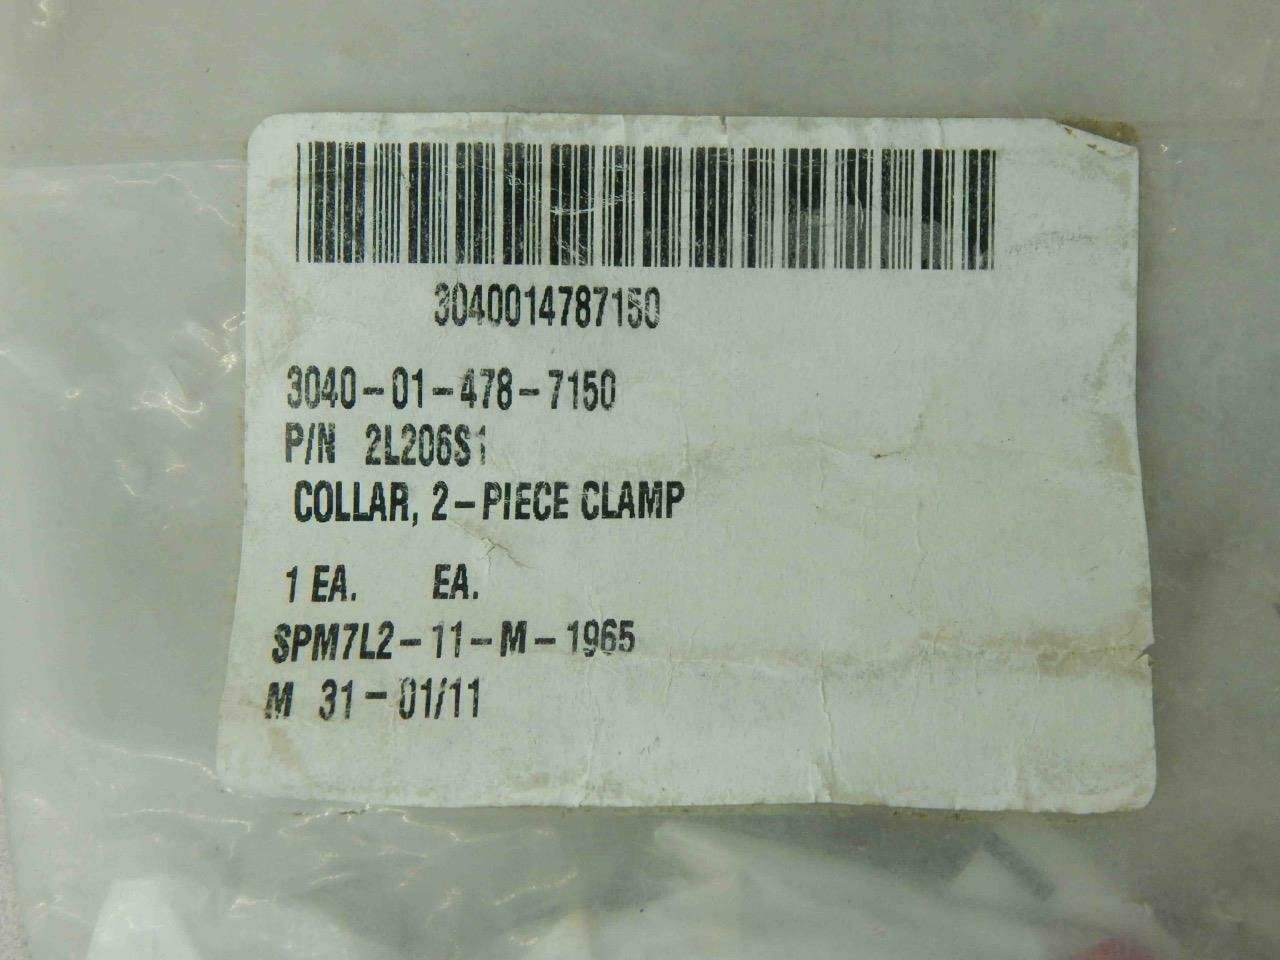 3040014787150
3040-01-478-7150
P/N 2L206S1
COLLAR, 2-PIECE CLAMP
1 EA. EA.
SPM7L2-11-M-1965
M 31-01/11